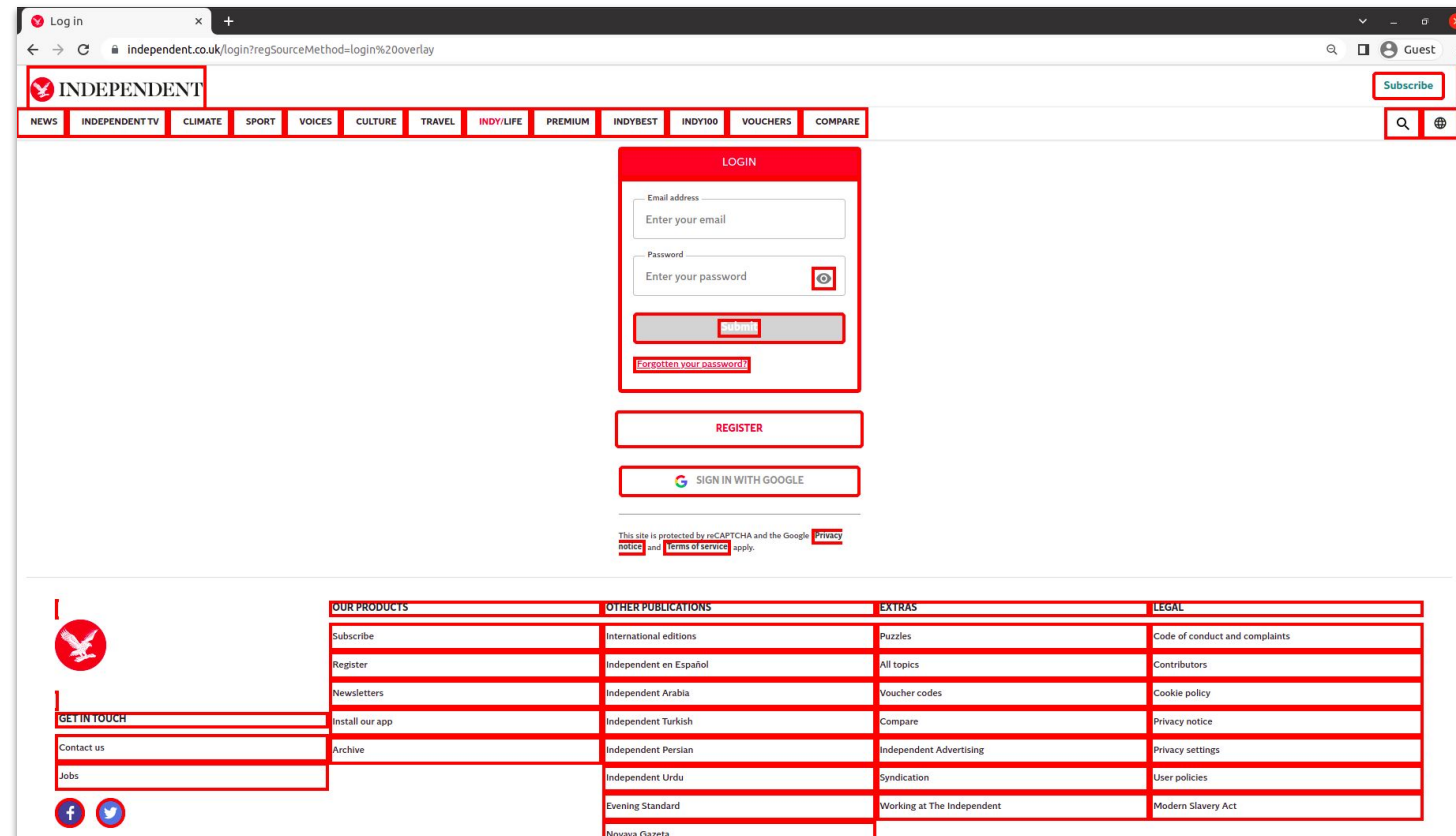 Log in
independent.co.uk/login?regSourceMethod=login%20overlay
Guest
INDEPENDENT
Subscribe
NEWS INDEPENDENT TV CLIMATE SPORT VOICES CULTURE TRAVEL INDY/LIFE PREMIUM INDYBEST INDY100 VOUCHERS COMPARE
LOGIN
Email address
Enter your email
Password
Enter your password
Submit
Forgotten your password?
REGISTER
SIGN IN WITH GOOGLE
This site is protected by reCAPTCHA and the Google Privacy
notice and Terms of service apply.
OUR PRODUCTS
Subscribe
Register
Newsletters
Install our app
Archive
OTHER PUBLICATIONS
International editions
Independent en Español
Independent Arabia
Independent Turkish
Independent Persian
Independent Urdu
Evening Standard
Novaya Gazeta
EXTRAS
Puzzles
All topics
Voucher codes
Compare
Independent Advertising
Syndication
Working at The Independent
LEGAL
Code of conduct and complaints
Contributors
Cookie policy
Privacy notice
Privacy settings
User policies
Modern Slavery Act
GET IN TOUCH
Contact us
Jobs